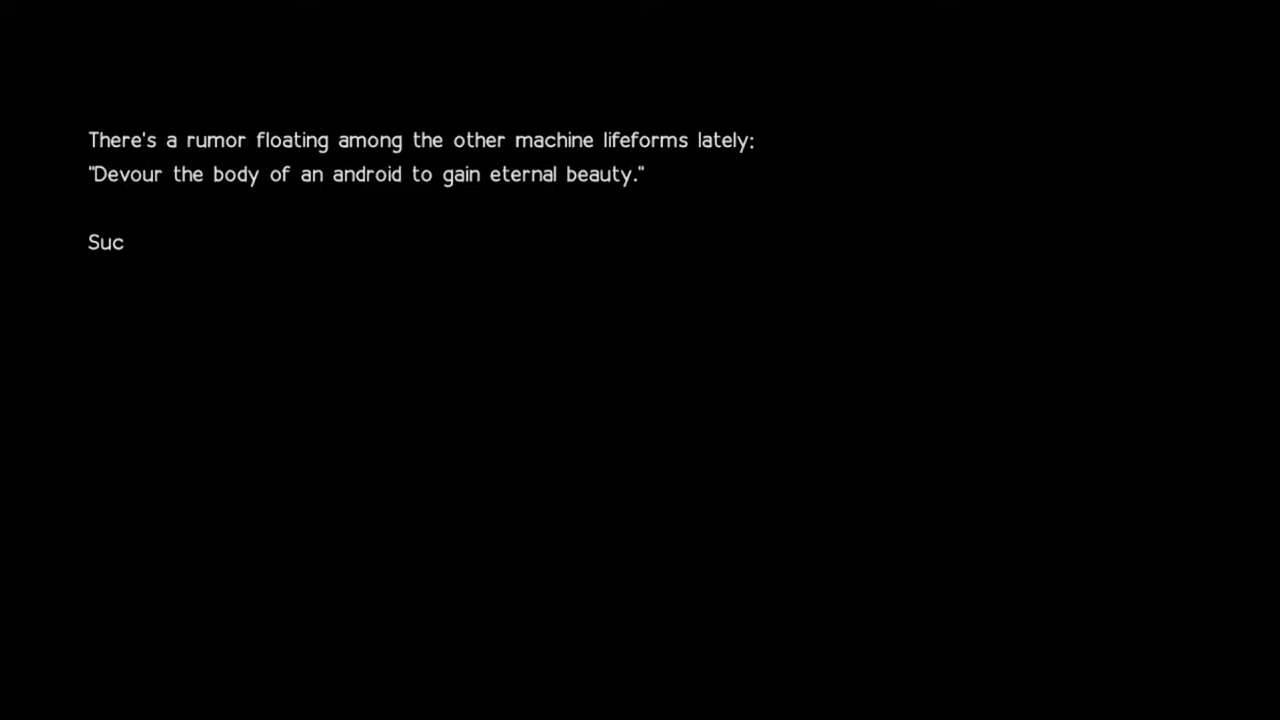 There's a rumor floating among the other machine lifeforms lately:
"Devour the body of an android to gain eternal beauty."
Suc